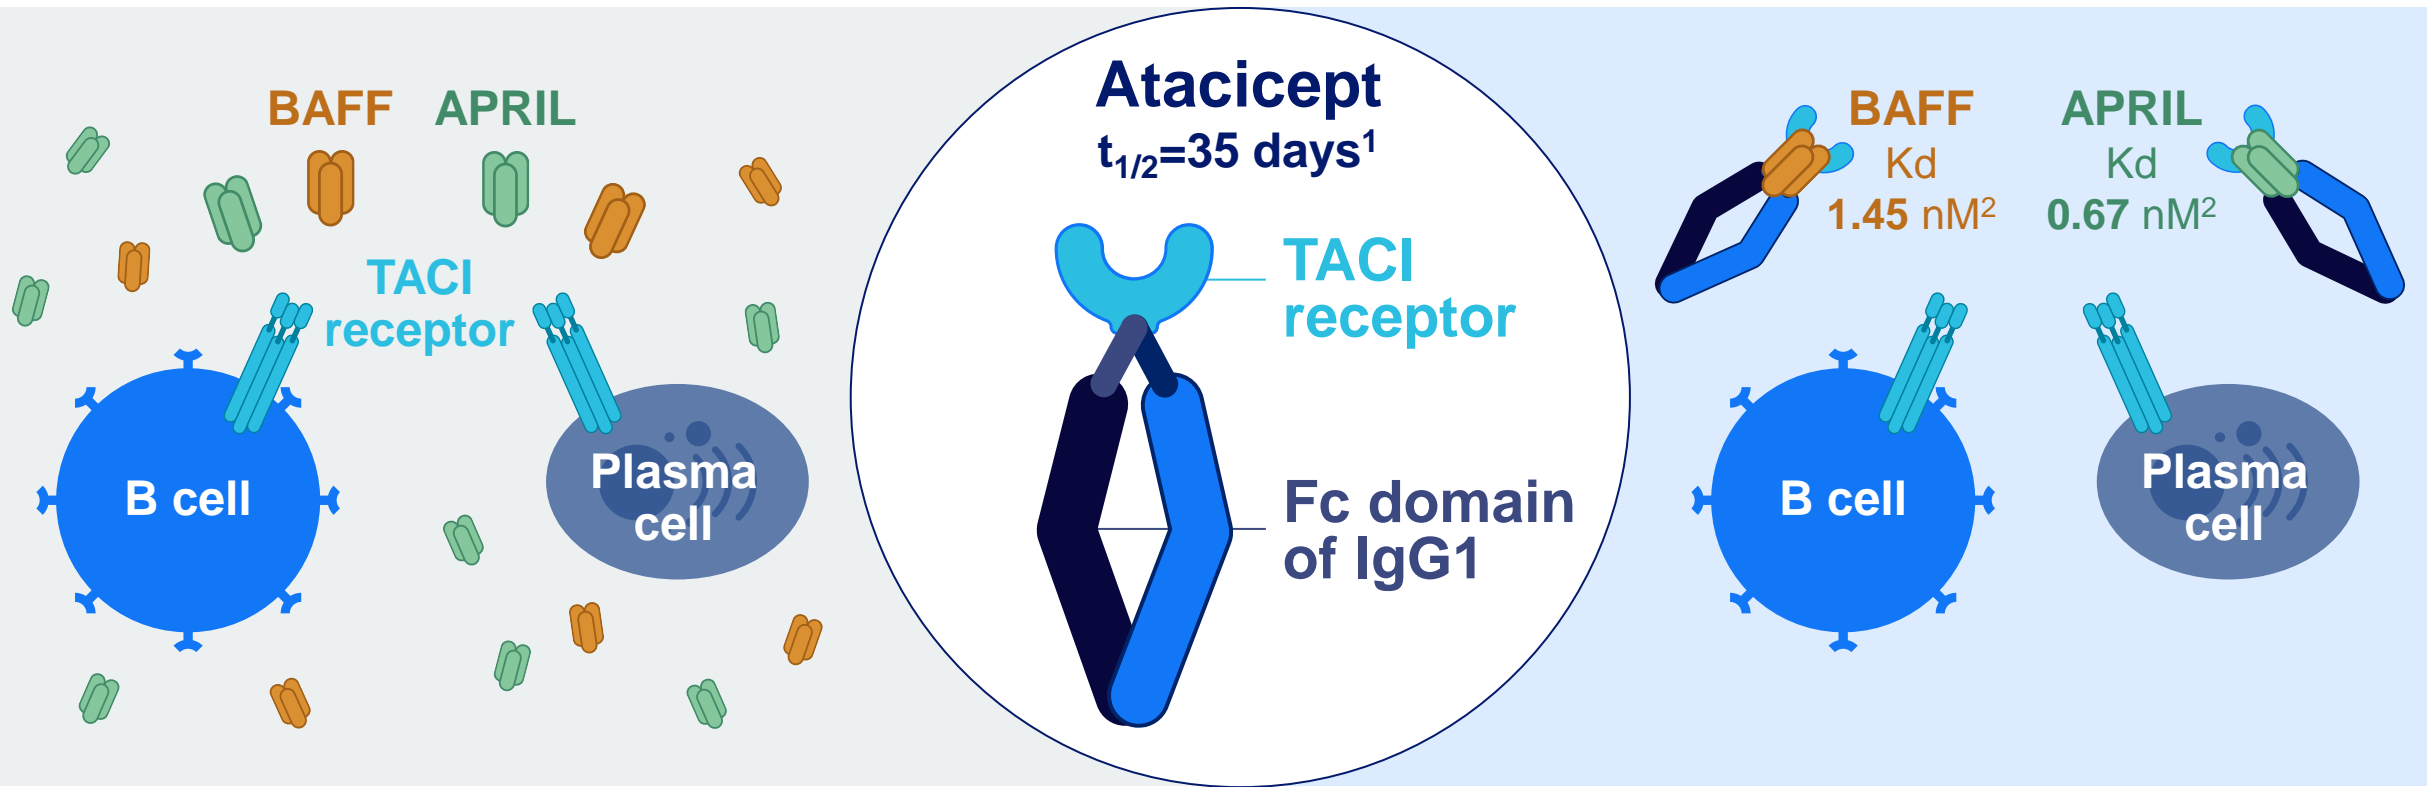 BAFF APRIL
TACI
receptor
B cell
Plasma
cell
Atacicept
t1/2=35 days1
TACI
receptor
Fc domain
of IgG1
BAFF
Kd
1.45 nM2
APRIL
Kd
0.67 nM2
B cell
Plasma
cell